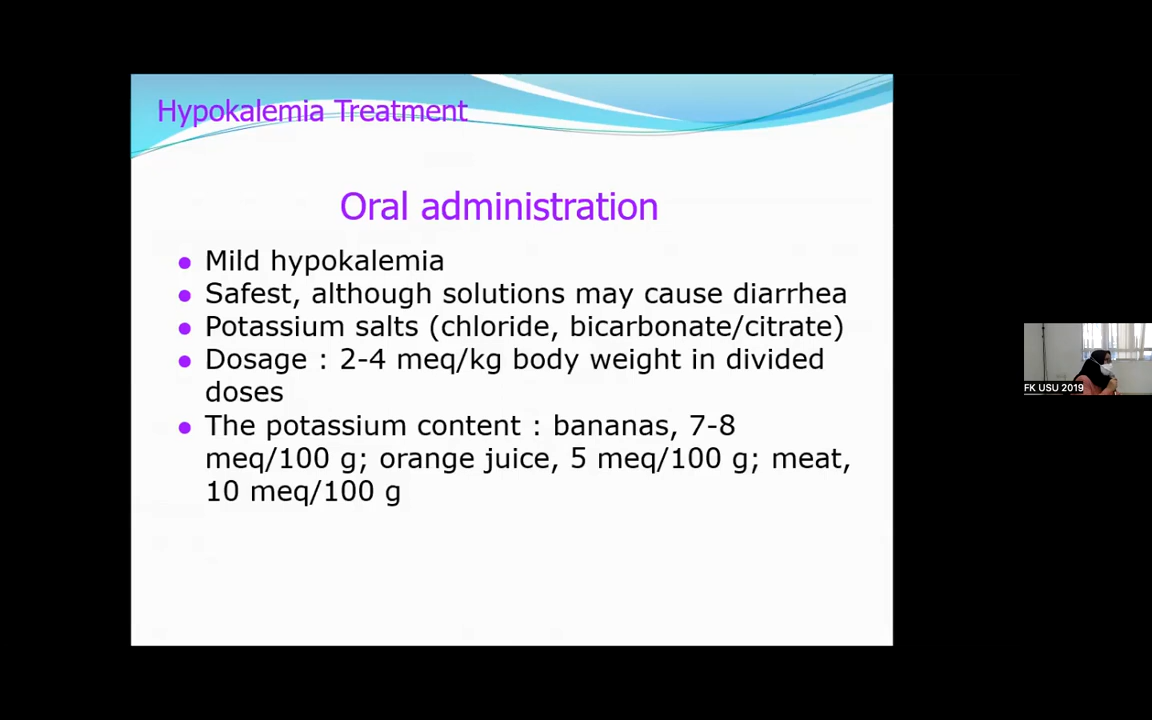 Hypokalemia Treatment
Oral administration
Mild hypokalemia
Safest, although solutions may cause diarrhea
Potassium salts (chloride, bicarbonate/citrate)
Dosage : 2-4 meq/kg body weight in divided
doses
The potassium content : bananas, 7-8
meq/100 g; orange juice, 5 meq/100 g; meat,
10 meq/100 g
FK USU 2019